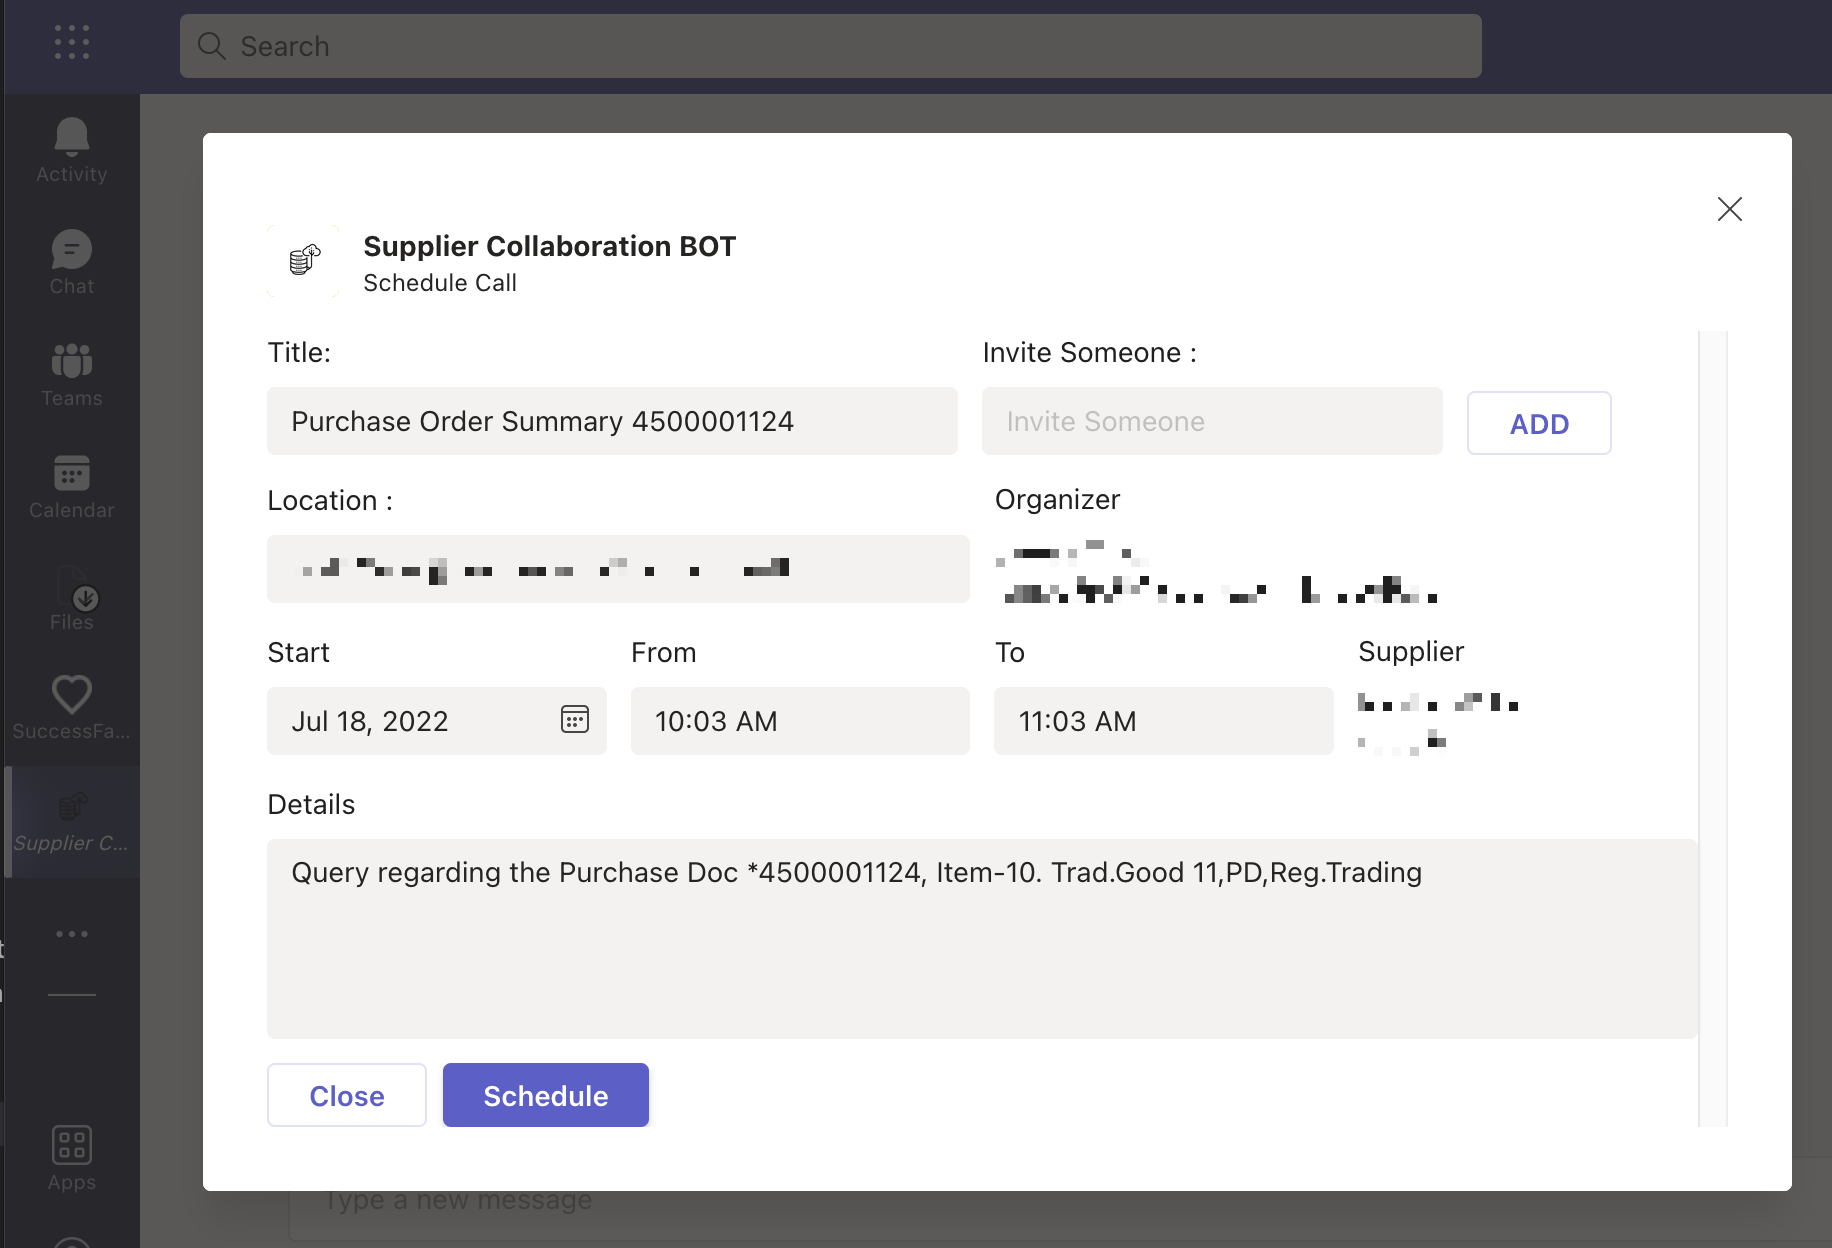 Search
Activity
Chat
Teams
Calendar
Files
SuccessFa...
Supplier C...
Apps
Supplier Collaboration BOT
Schedule Call
Title:
Invite Someone :
Purchase Order Summary 4500001124
Invite Someone
ADD
Location :
Organizer
Start
From
To
Supplier
Jul 18, 2022
10:03 AM
11:03 AM
Details
Query regarding the Purchase Doc *4500001124, Item-10. Trad.Good 11,PD,Reg.Trading
Close
Schedule
Type a new message